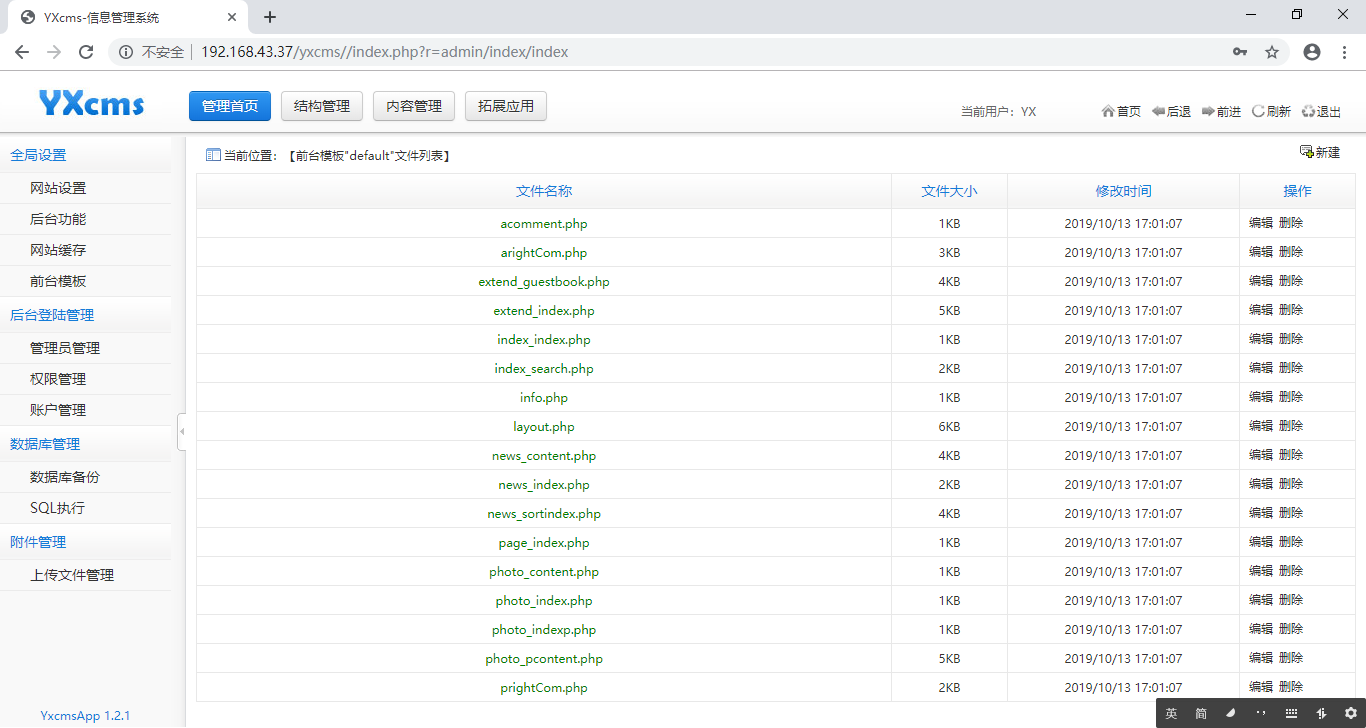 YXcms-信息管理系统
不安全 192.168.43.37/yxcms//index.php?r=admin/index/index
YXcms 管理首页 结构管理 内容管理 拓展应用 当前用户：YX 首页 后退 前进 刷新 退出
全局设置
网站设置
后台功能
网站缓存
前台模板
后台登陆管理
管理员管理
权限管理
账户管理
数据库管理
数据库备份
SQL执行
附件管理
上传文件管理
YxcmsApp 1.2.1
当前位置：【前台模板"default"文件列表】 新建
文件名称 文件大小 修改时间 操作
acomment.php 1KB 2019/10/13 17:01:07 编辑 删除
arightCom.php 3KB 2019/10/13 17:01:07 编辑 删除
extend_guestbook.php 4KB 2019/10/13 17:01:07 编辑 删除
extend_index.php 5KB 2019/10/13 17:01:07 编辑 删除
index_index.php 1KB 2019/10/13 17:01:07 编辑 删除
index_search.php 2KB 2019/10/13 17:01:07 编辑 删除
info.php 1KB 2019/10/13 17:01:07 编辑 删除
layout.php 6KB 2019/10/13 17:01:07 编辑 删除
news_content.php 4KB 2019/10/13 17:01:07 编辑 删除
news_index.php 2KB 2019/10/13 17:01:07 编辑 删除
news_sortindex.php 4KB 2019/10/13 17:01:07 编辑 删除
page_index.php 1KB 2019/10/13 17:01:07 编辑 删除
photo_content.php 1KB 2019/10/13 17:01:07 编辑 删除
photo_index.php 1KB 2019/10/13 17:01:07 编辑 删除
photo_indexp.php 1KB 2019/10/13 17:01:07 编辑 删除
photo_pcontent.php 5KB 2019/10/13 17:01:07 编辑 删除
prightCom.php 2KB 2019/10/13 17:01:07 编辑 删除
英 简